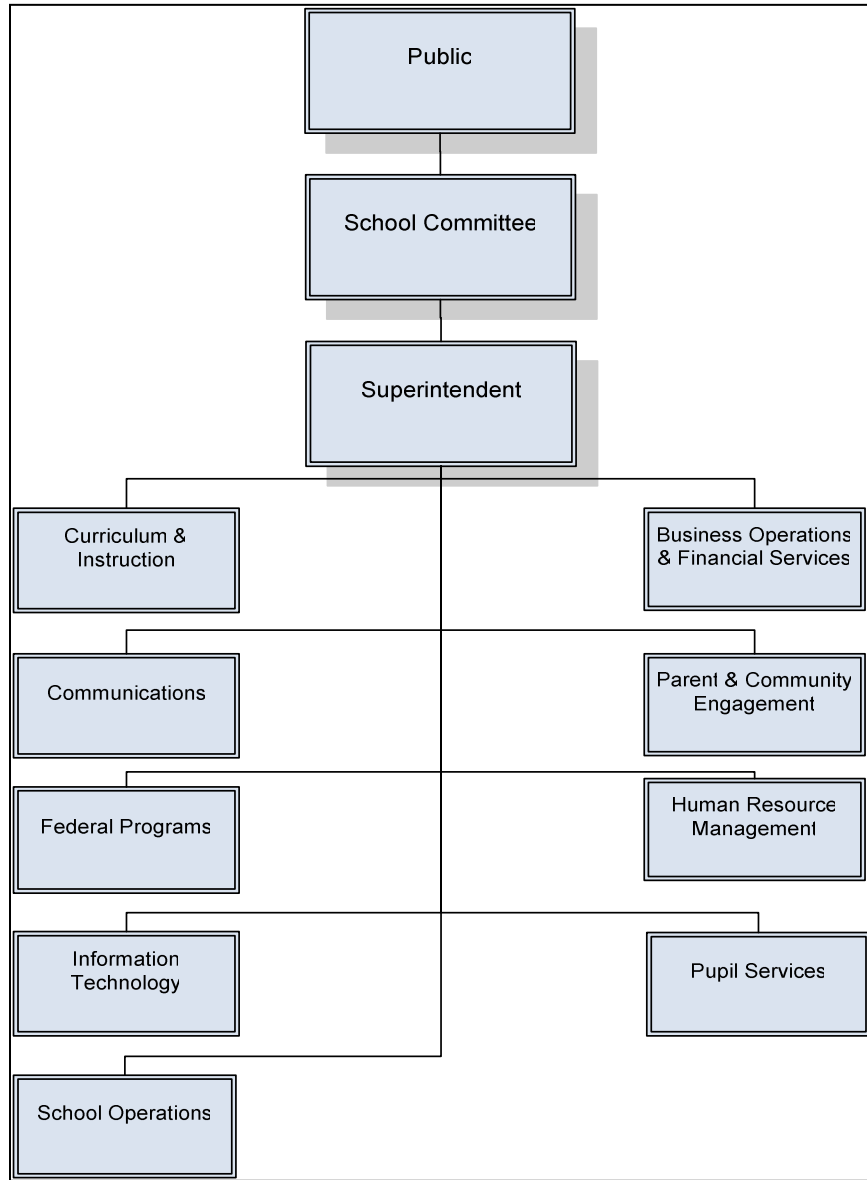 Public
School Committee
Superintendent
Curriculum &
Instruction
Business Operations
& Financial Services
Communications
Parent & Community
Engagement
Federal Programs
Human Resource
Management
Information
Technology
Pupil Services
School Operations